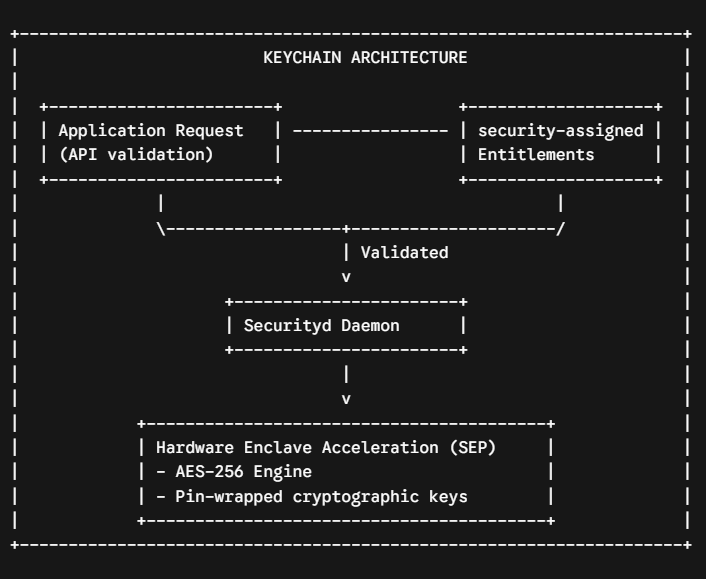 KEYCHAIN ARCHITECTURE
Application Request
(API validation)
security-assigned
Entitlements
Validated
v
Securityd Daemon
v
Hardware Enclave Acceleration (SEP)
- AES-256 Engine
- Pin-wrapped cryptographic keys